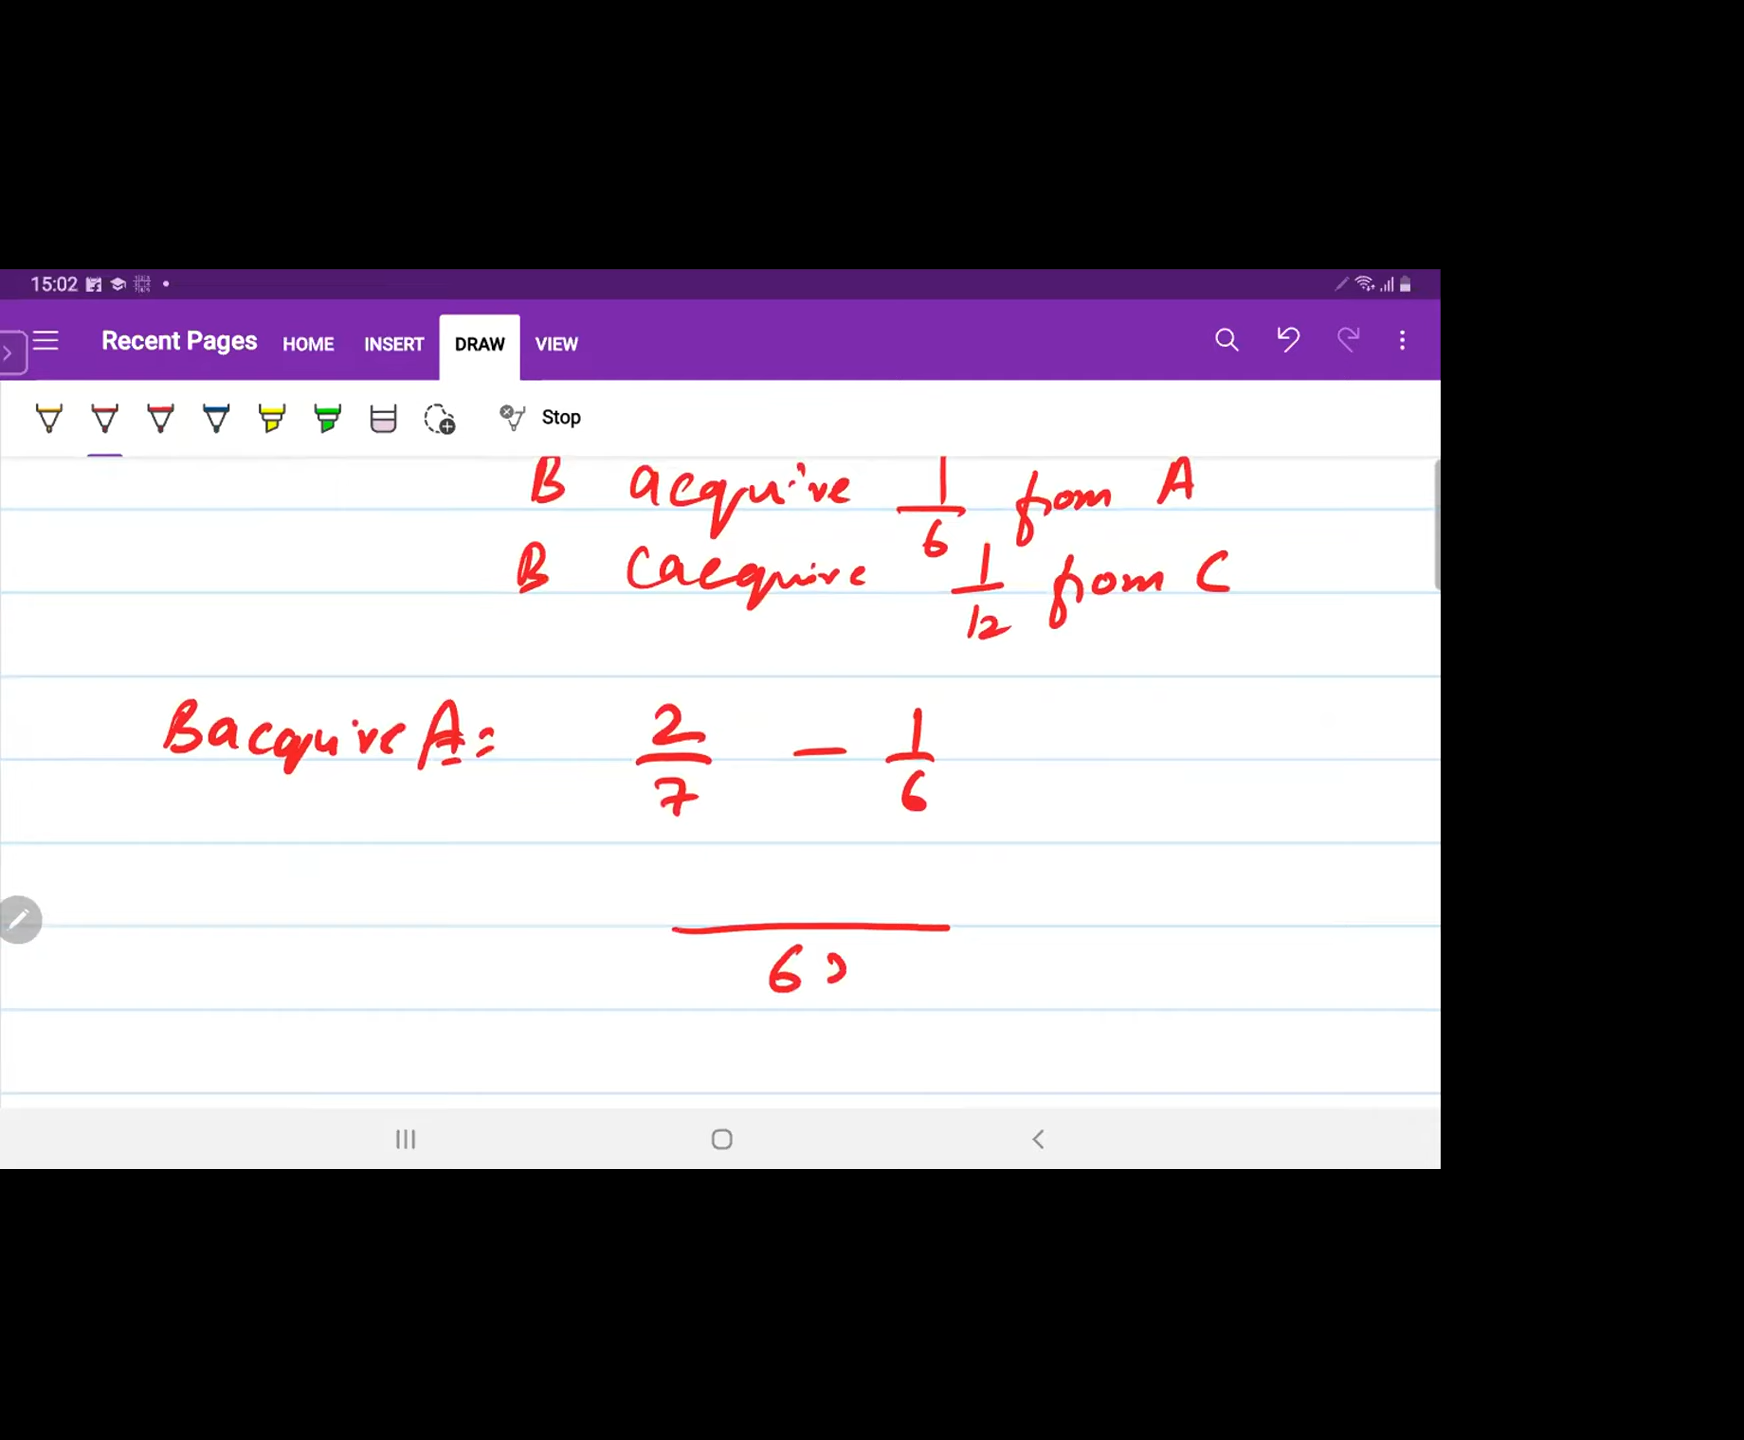 15:02
Recent Pages HOME INSERT DRAW VIEW
Stop
B acquire 1/6 from A
B cacquire 1/12 from C
B acquire A = 2/7 - 1/6
6